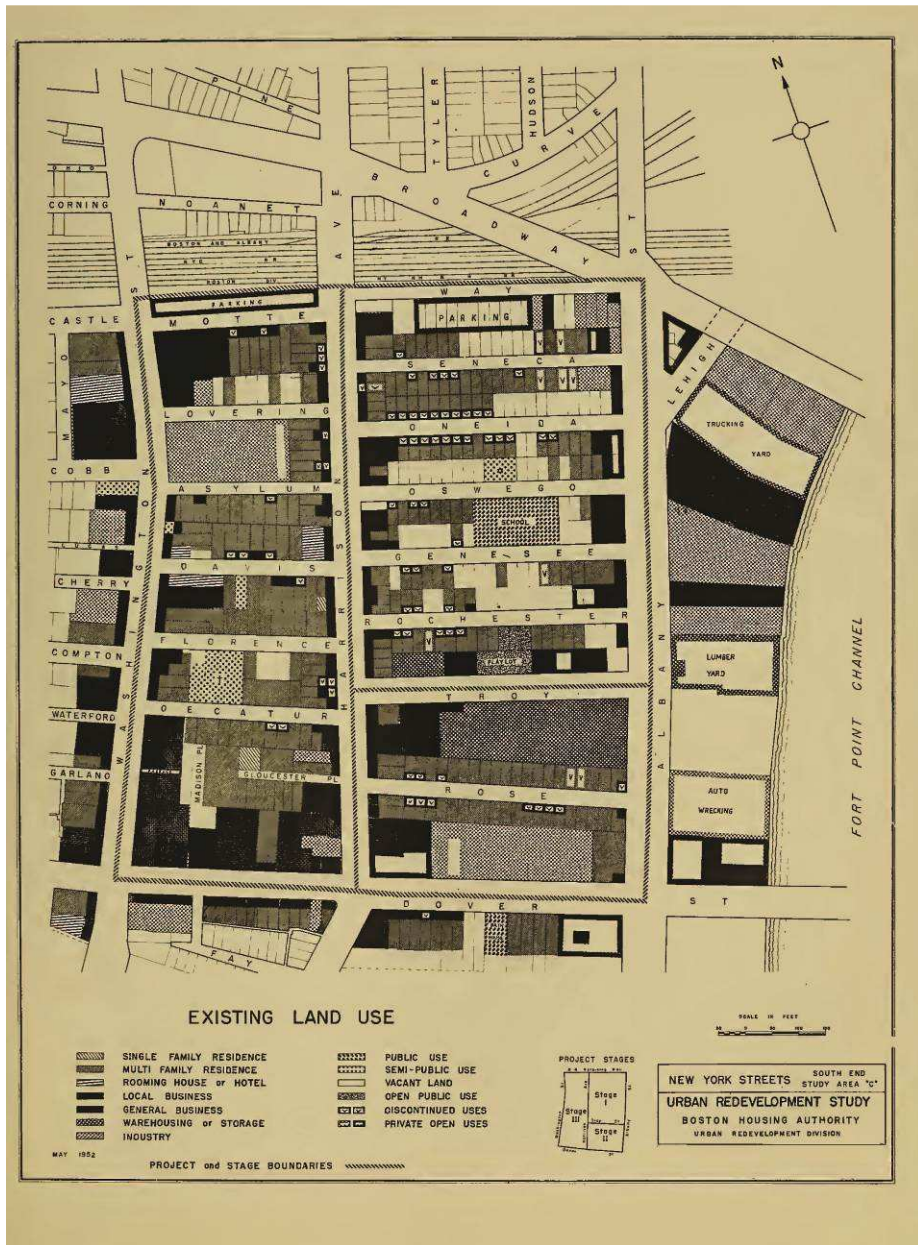 PINE
TYLER
HUDSON
CURVE
N
OHIO
CORNING
NOANET
AVE
BROADWAY
ST
BOSTON AND ALBANY
ST
WAY
PARKING
PARKING
CASTLE
MOTTE
MAYO
SENECA
LEHIGH
LOVERING
ONEIDA
TRUCKING
YARD
COBB
ASYLUM
OSWEGO
SCHOOL
WASHINGTON
HARRISON
DAVIS
GENESEE
CHERRY
ROCHESTER
FLORENCE
COMPTON
PLAYLOT
LUMBER
YARD
ALBANY
FORT POINT CHANNEL
DECATUR
TROY
WATERFORD
MADISON PL
GLOUCESTER PL
GARLAND
ROSE
AUTO
WRECKING
DOVER
ST
FAY
EXISTING LAND USE
SINGLE FAMILY RESIDENCE
MULTI FAMILY RESIDENCE
ROOMING HOUSE or HOTEL
LOCAL BUSINESS
GENERAL BUSINESS
WAREHOUSING or STORAGE
INDUSTRY
PUBLIC USE
SEMI-PUBLIC USE
VACANT LAND
OPEN PUBLIC USE
DISCONTINUED USES
PRIVATE OPEN USES
PROJECT and STAGE BOUNDARIES
MAY 1952
SCALE IN FEET
PROJECT STAGES
Stage I
Stage II
Stage III
NEW YORK STREETS
SOUTH END
STUDY AREA "C"
URBAN REDEVELOPMENT STUDY
BOSTON HOUSING AUTHORITY
URBAN REDEVELOPMENT DIVISION